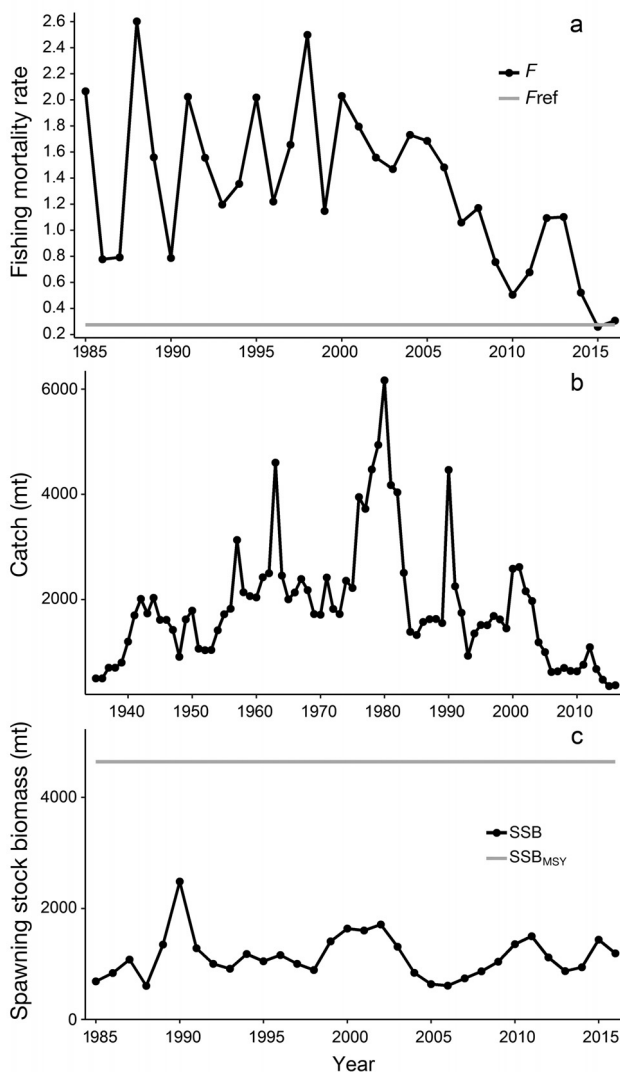 a
2.6
2.4
2.2
2.0
1.8
1.6
1.4
1.2
1.0
0.8
0.6
0.4
0.2
Fishing mortality rate
F
Fref
1985 1990 1995 2000 2005 2010 2015
b
6000
4000
2000
Catch (mt)
1940 1950 1960 1970 1980 1990 2000 2010
c
4000
2000
0
Spawning stock biomass (mt)
SSB
SSBMSY
1985 1990 1995 2000 2005 2010 2015
Year